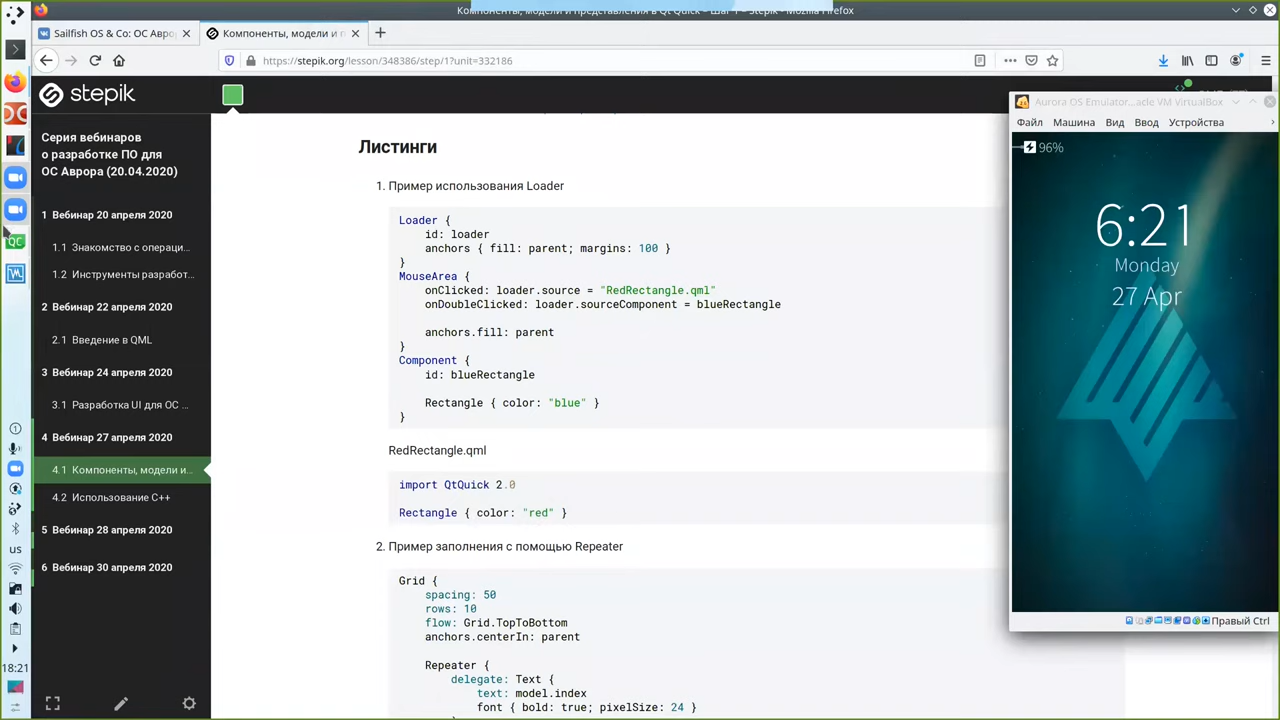 Компоненты, модели и представления в Qt Quick - Шаг 1 - Stepik - Mozilla Firefox
Sailfish OS & Co: ОС Авро
Компоненты, модели и п
https://stepik.org/lesson/348386/step/1?unit=332186
stepik
Серия вебинаров
о разработке ПО для
ОС Аврора (20.04.2020)
1 Вебинар 20 апреля 2020
1.1 Знакомство с операци...
1.2 Инструменты разработ...
2 Вебинар 22 апреля 2020
2.1 Введение в QML
3 Вебинар 24 апреля 2020
3.1 Разработка UI для ОС ...
4 Вебинар 27 апреля 2020
4.1 Компоненты, модели и...
4.2 Использование C++
5 Вебинар 28 апреля 2020
6 Вебинар 30 апреля 2020
us
18:21
Листинги
1. Пример использования Loader
Loader {
id: loader
anchors { fill: parent; margins: 100 }
}
MouseArea {
onClicked: loader.source = "RedRectangle.qml"
onDoubleClicked: loader.sourceComponent = blueRectangle
anchors.fill: parent
}
Component {
id: blueRectangle
Rectangle { color: "blue" }
}
RedRectangle.qml
import QtQuick 2.0
Rectangle { color: "red" }
2. Пример заполнения с помощью Repeater
Grid {
spacing: 50
rows: 10
flow: Grid.TopToBottom
anchors.centerIn: parent
Repeater {
delegate: Text {
text: model.index
font { bold: true; pixelSize: 24 }
Aurora OS Emulator...acle VM VirtualBox
Файл Машина Вид Ввод Устройства
96%
6:21
Monday
27 Apr
Правый Ctrl